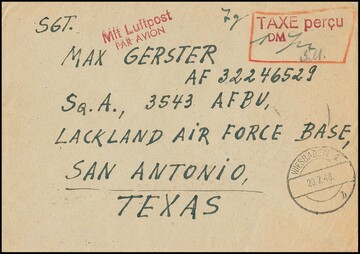 SGT.
Mit Luftpost
PAR AVION
TAXE perçu
DM
MAX GERSTER
AF 32246529
SQ.A., 3543 AFBU,
LACKLAND AIR FORCE BASE,
SAN ANTONIO,
TEXAS
WIESBADEN